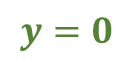 y = 0